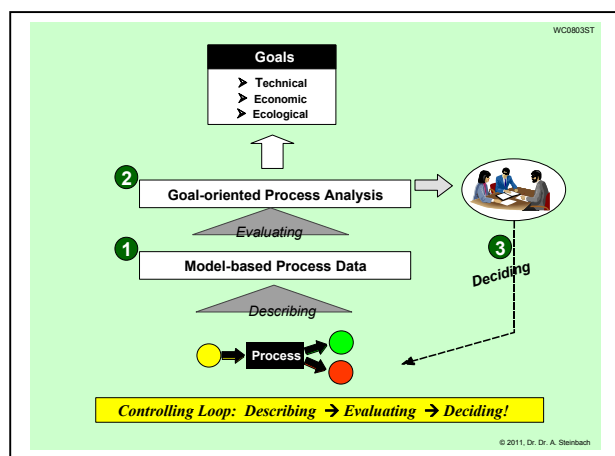 WC0803ST
Goals
➢ Technical
➢ Economic
➢ Ecological
2
Goal-oriented Process Analysis
Evaluating
3
Deciding
1
Model-based Process Data
Describing
Process
Controlling Loop: Describing → Evaluating → Deciding!
© 2011, Dr. Dr. A. Steinbach